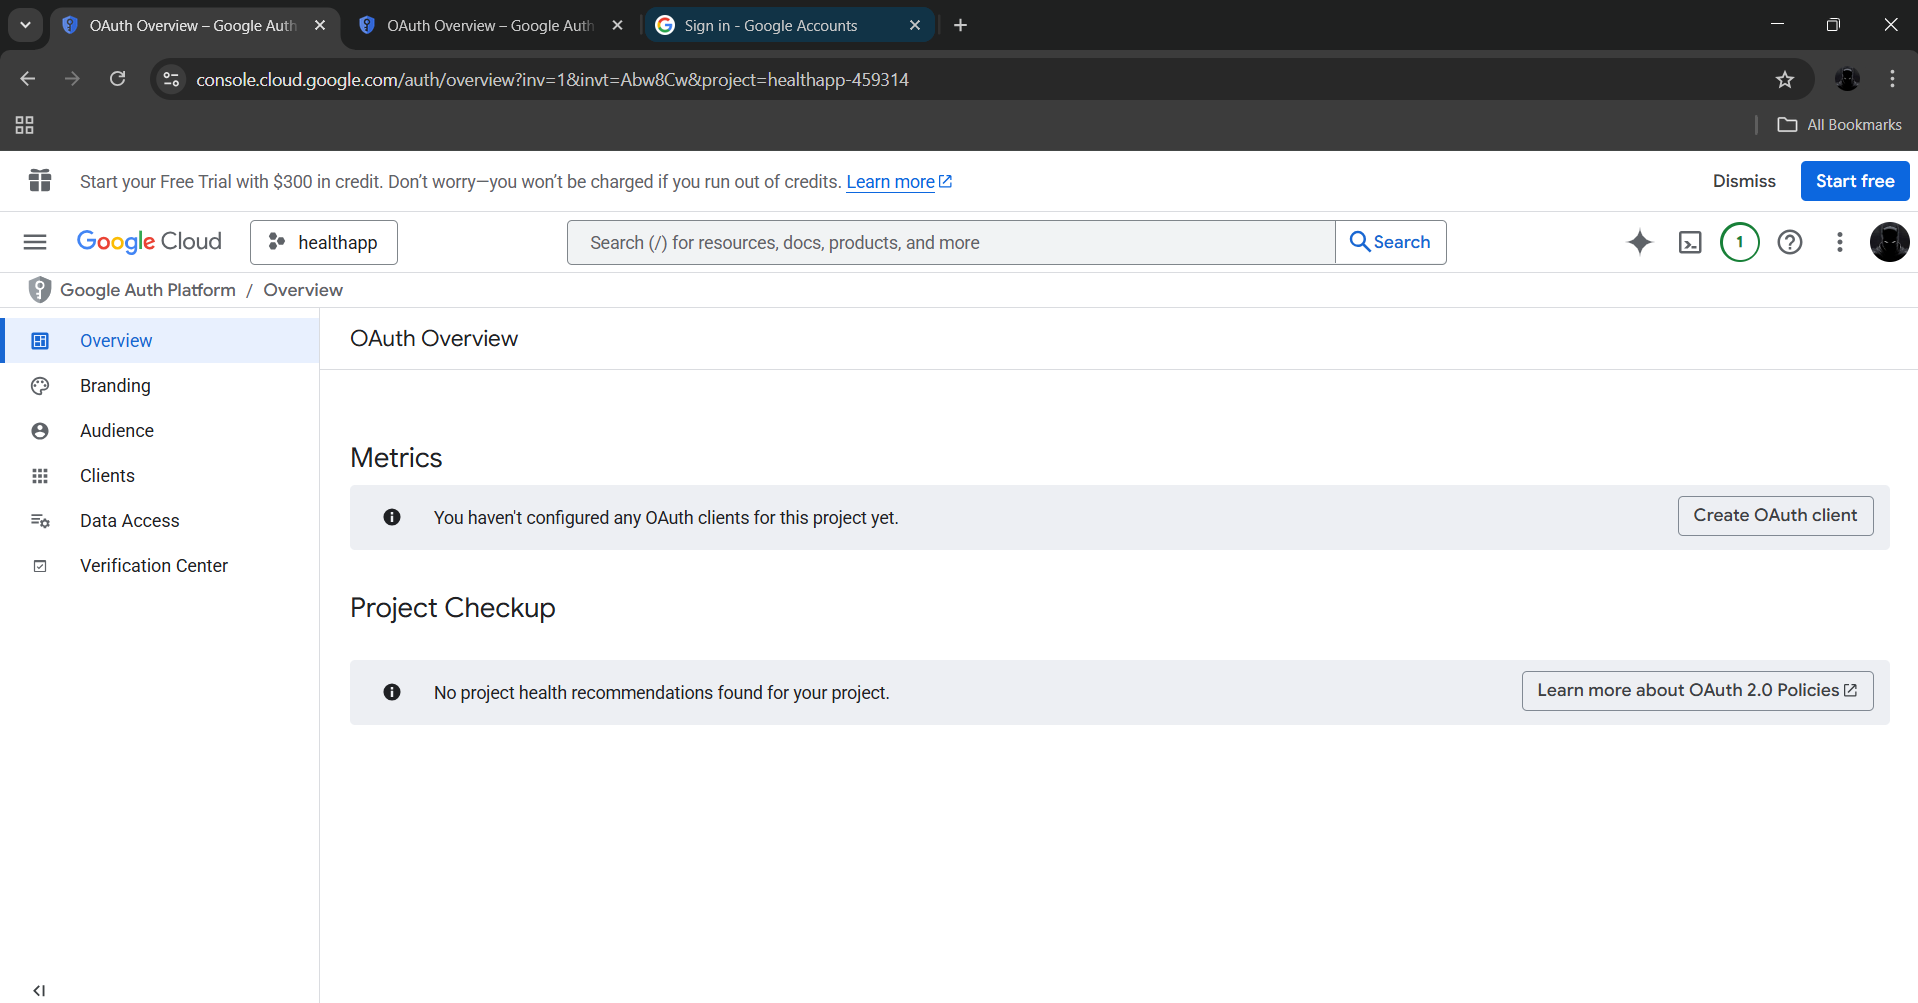 OAuth Overview – Google Auth
OAuth Overview – Google Auth
Sign in - Google Accounts
console.cloud.google.com/auth/overview?inv=1&invt=Abw8Cw&project=healthapp-459314
All Bookmarks
Start your Free Trial with $300 in credit. Don’t worry—you won’t be charged if you run out of credits. Learn more
Dismiss
Start free
Google Cloud
healthapp
Search (/) for resources, docs, products, and more
Search
1
Google Auth Platform / Overview
Overview
Branding
Audience
Clients
Data Access
Verification Center
OAuth Overview
Metrics
You haven't configured any OAuth clients for this project yet.
Create OAuth client
Project Checkup
No project health recommendations found for your project.
Learn more about OAuth 2.0 Policies